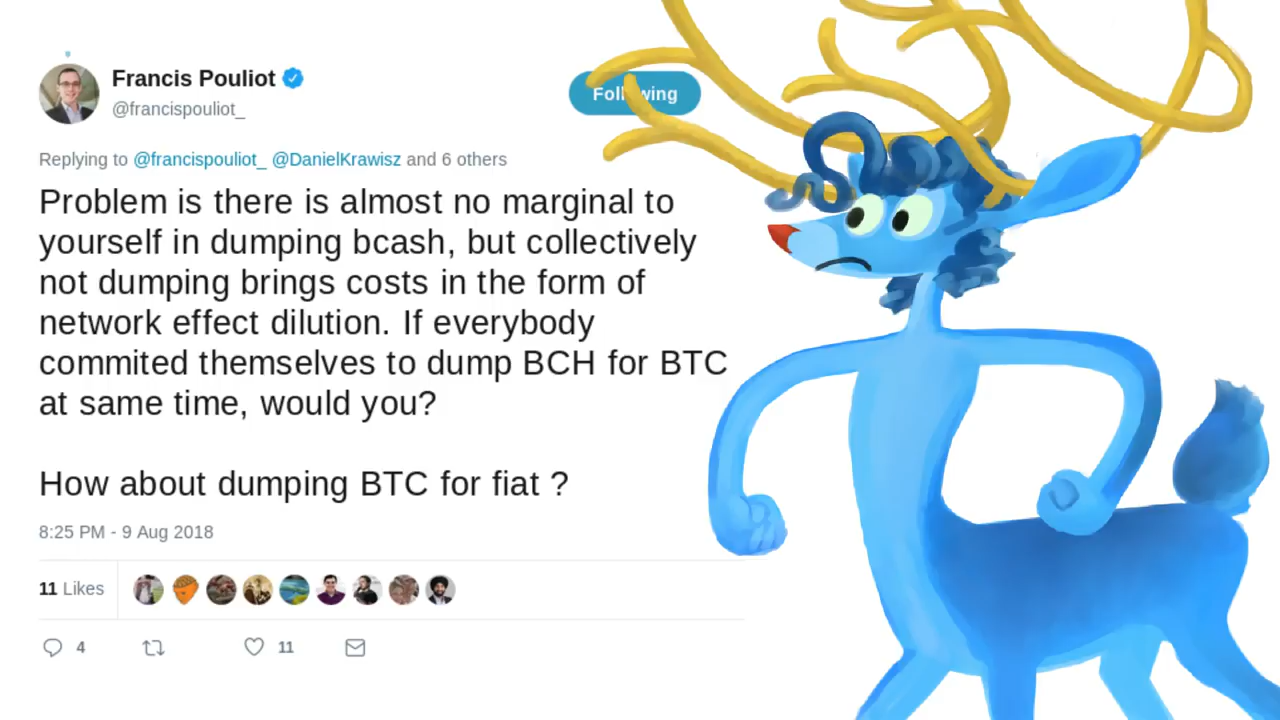 Francis Pouliot
@francispouliot_
Following
Replying to @francispouliot_ @DanielKrawisz and 6 others
Problem is there is almost no marginal to
yourself in dumping bcash, but collectively
not dumping brings costs in the form of
network effect dilution. If everybody
commited themselves to dump BCH for BTC
at same time, would you?
How about dumping BTC for fiat ?
8:25 PM - 9 Aug 2018
11 Likes
4 11